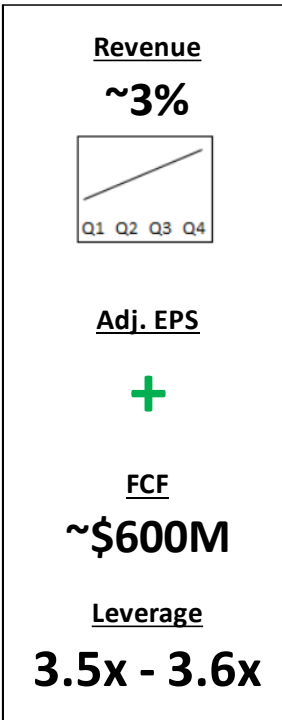 Revenue
~3%
Q1 Q2 Q3 Q4
Adj. EPS
+
FCF
~$600M
Leverage
3.5x - 3.6x